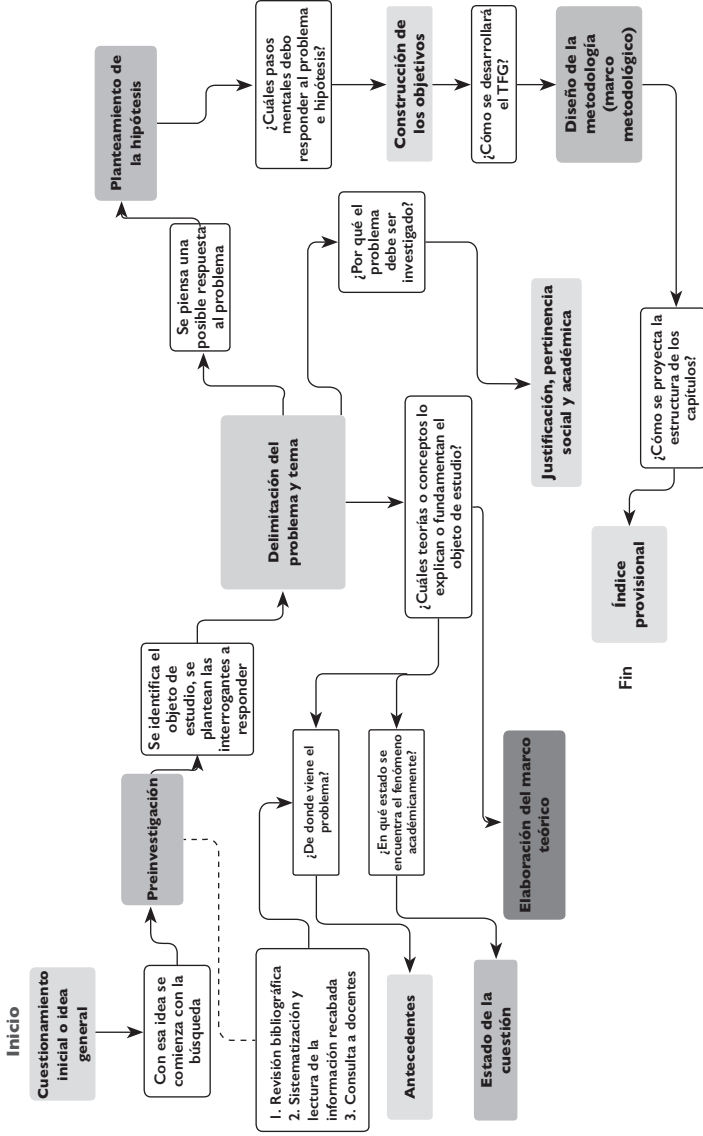 Inicio
Cuestionamiento
inicial o idea
general
Con esa idea se
comienza con la
búsqueda
Preinvestigación
1. Revisión bibliográfica
2. Sistematización y
lectura de la
información recabada
3. Consulta a docentes
Se identifica el
objeto de
estudio, se
plantean las
interrogantes a
responder
Delimitación del
problema y tema
Se piensa una
posible respuesta
al problema
Planteamiento de
la hipótesis
¿Cuáles pasos
mentales debo
responder al problema
e hipótesis?
Construcción de
los objetivos
¿Cómo se desarrollará
el TFG?
Diseño de la
metodología
(marco
metodológico)
¿Por qué el
problema
debe ser
investigado?
Justificación, pertinencia
social y académica
¿Cuáles teorías o conceptos lo
explican o fundamentan el
objeto de estudio?
¿De donde viene el
problema?
¿En qué estado se
encuentra el fenómeno
académicamente?
Antecedentes
Estado de la
cuestión
Elaboración del marco
teórico
¿Cómo se proyecta la
estructura de los
capítulos?
Índice
provisional
Fin